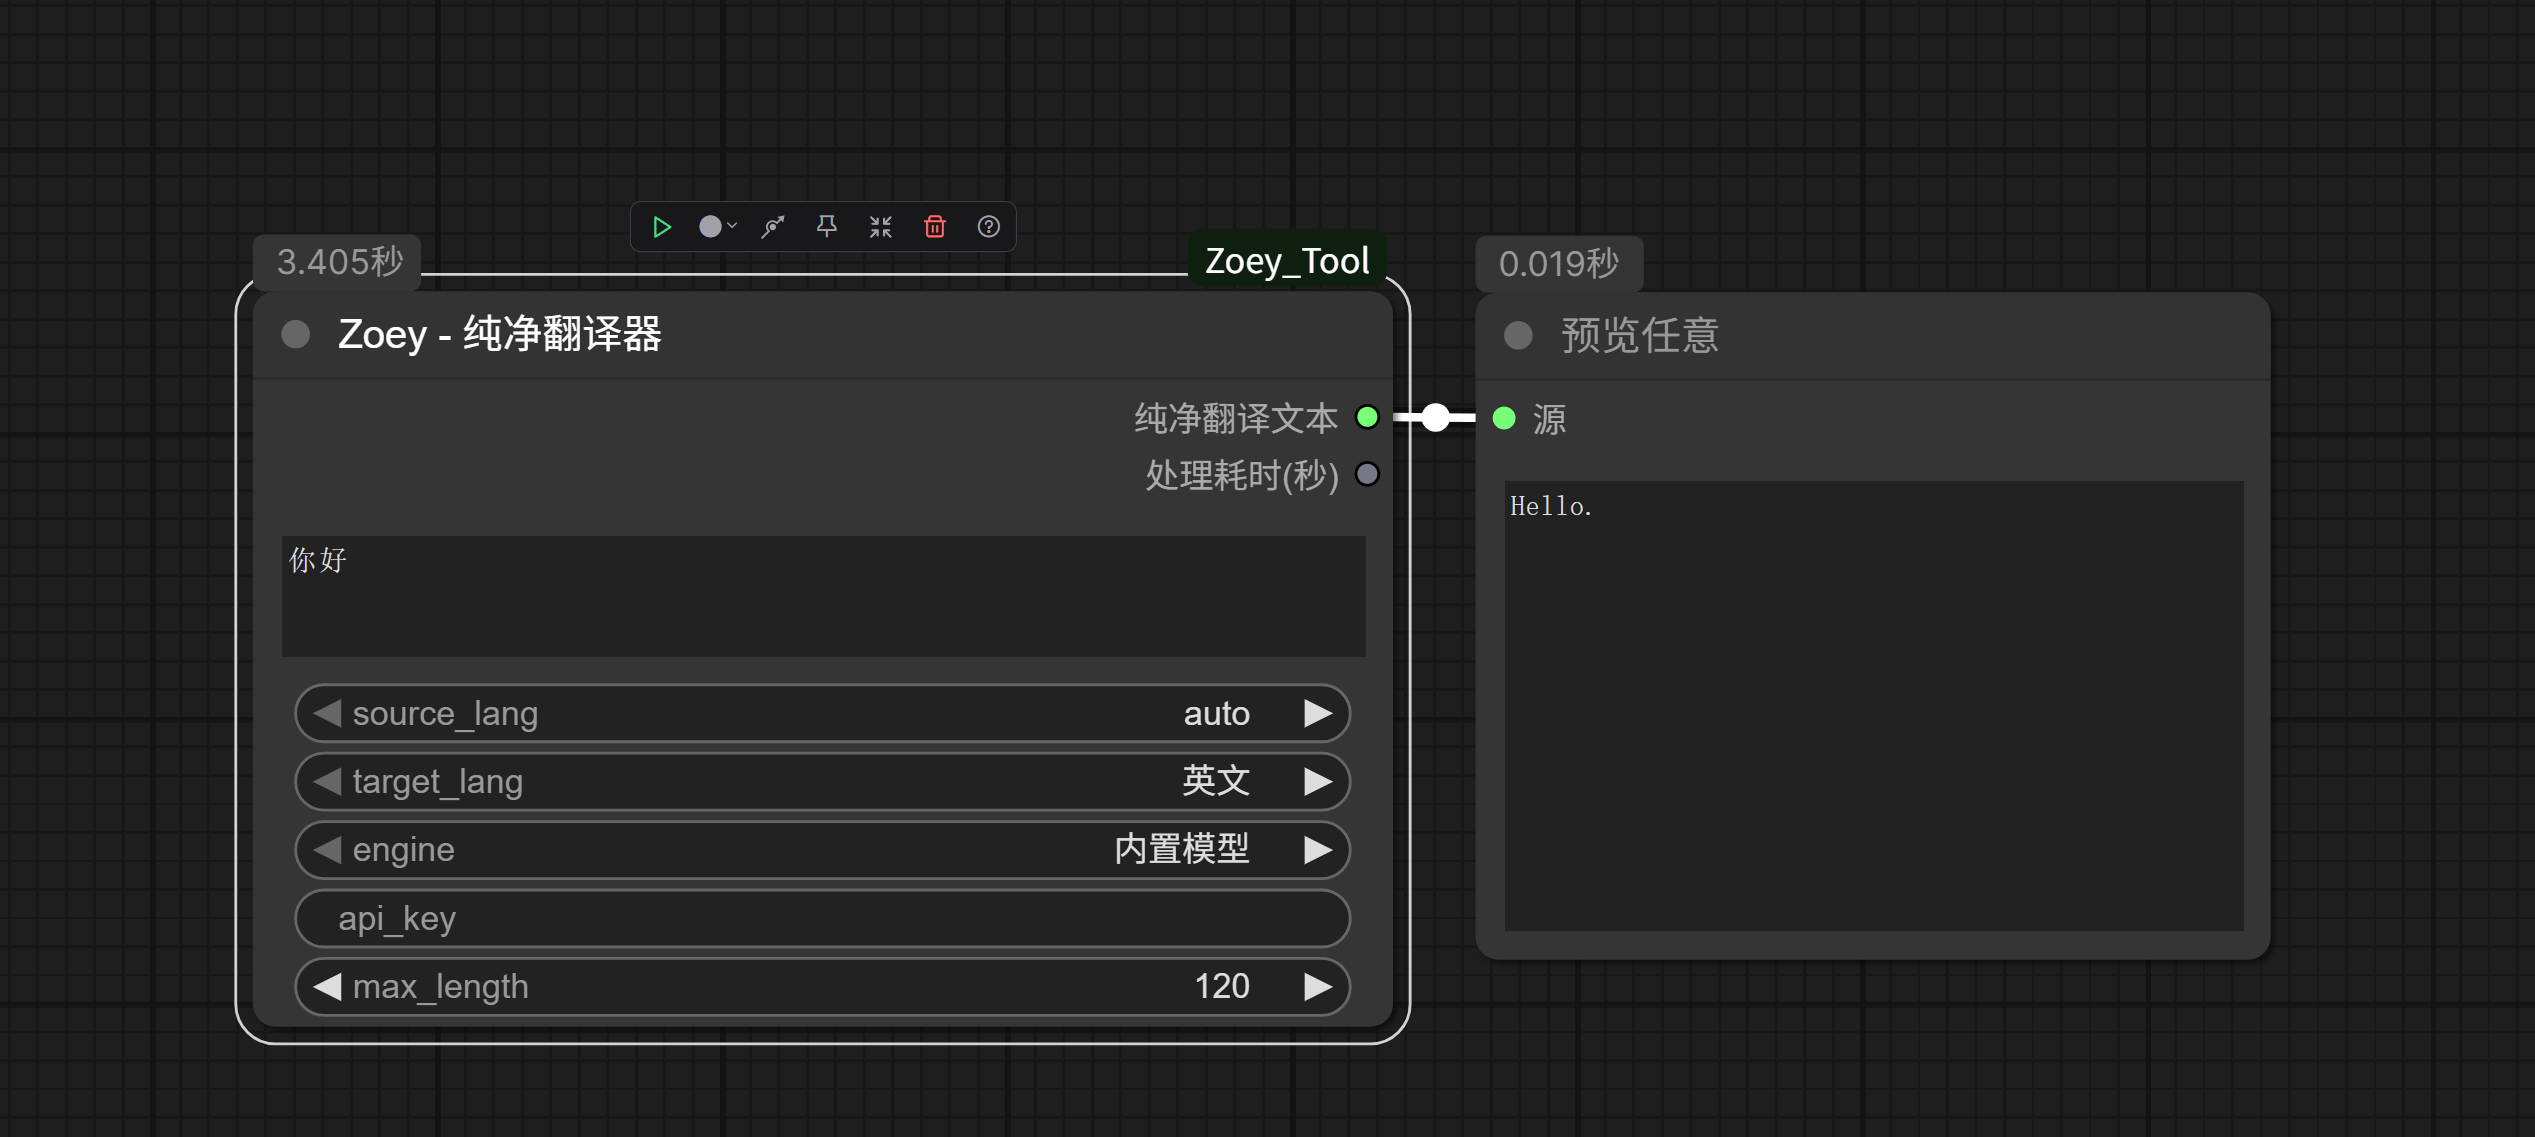 3.405秒
Zoey_Tool
Zoey - 纯净翻译器
纯净翻译文本
处理耗时(秒)
你好
source_lang auto
target_lang 英文
engine 内置模型
api_key
max_length 120
0.019秒
预览任意
源
Hello.